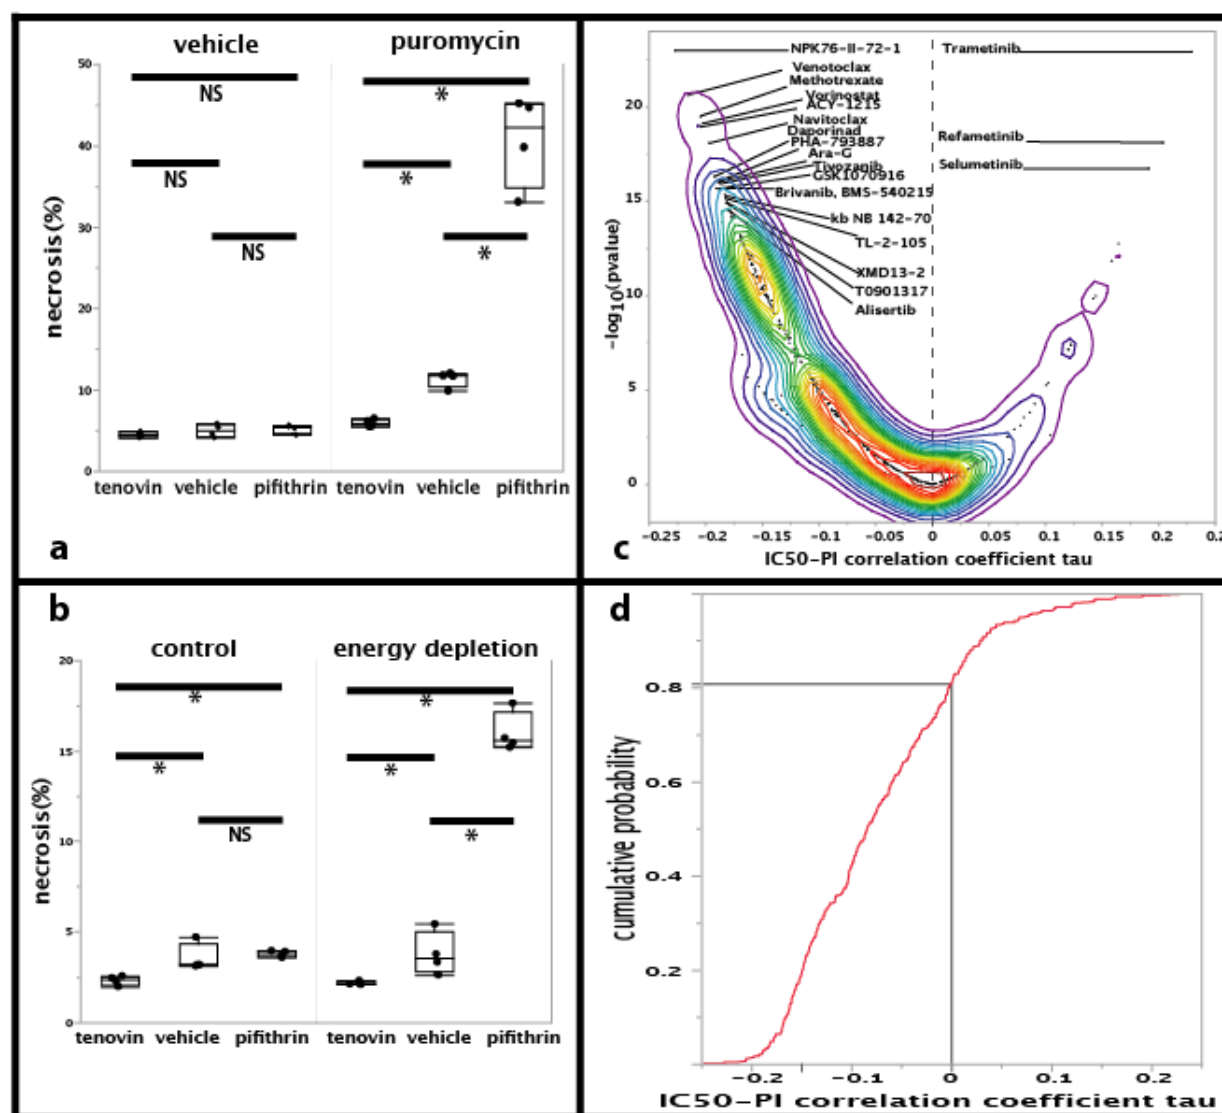 vehicle
puromycin
50
40
30
20
10
0
necrosis(%)
NS
NS
NS
*
*
*
tenovin vehicle pifithrin tenovin vehicle pifithrin
a
NPK76-II-72-1
Venotoclax
Methotrexate
Vorinostat
ACY-1215
Navitoclax
Daporinad
PHA-793887
Ara-G
Tivozanib
GSK1070916
Brivanib, BMS-540215
kb NB 142-70
TL-2-105
XMD13-2
T0901317
Alisertib
Trametinib
Refametinib
Selumetinib
20
15
10
5
0
-log10(pvalue)
-0.25 -0.2 -0.15 -0.1 -0.05 0 0.05 0.1 0.15 0.2 0.2
IC50-PI correlation coefficient tau
c
b
control
energy depletion
20
15
10
5
0
necrosis(%)
*
*
NS
*
*
*
tenovin vehicle pifithrin tenovin vehicle pifithrin
d
0.8
0.6
0.4
0.2
cumulative probability
-0.2 -0.1 0 0.1 0.2
IC50-PI correlation coefficient tau